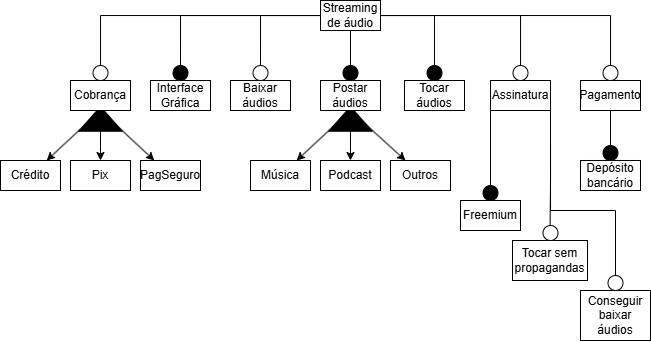 Streaming
de áudio
Cobrança
Interface
Gráfica
Baixar
áudios
Postar
áudios
Tocar
áudios
Assinatura
Pagamento
Crédito
Pix
PagSeguro
Música
Podcast
Outros
Depósito
bancário
Freemium
Tocar sem
propagandas
Conseguir
baixar
áudios